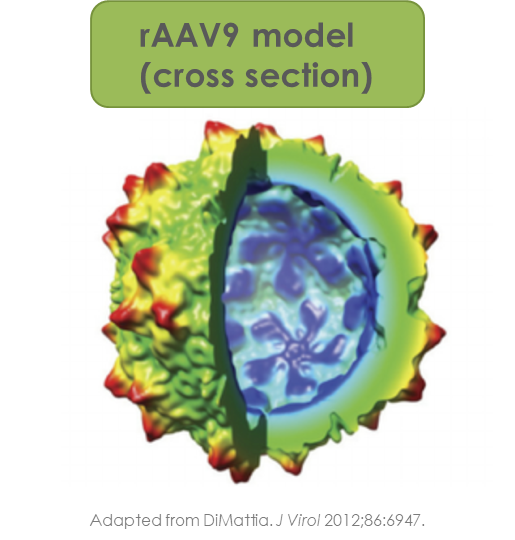 rAAV9 model
(cross section)
Adapted from DiMattia. J Virol 2012;86:6947.